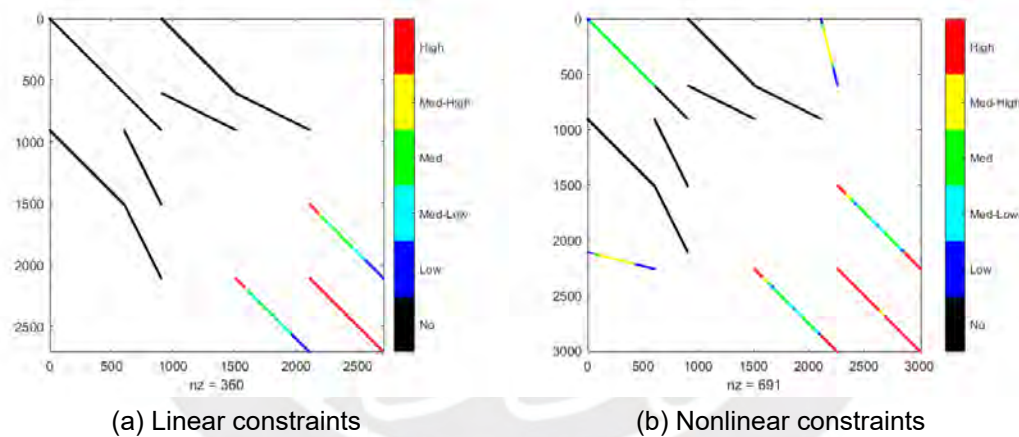 0
500
1000
1500
2000
2500
0 500 1000 1500 2000 2500
nz = 360
High
Med-High
Med
Med-Low
Low
No
0
500
1000
1500
2000
2500
3000
0 500 1000 1500 2000 2500 3000
nz = 691
High
Med-High
Med
Med-Low
Low
No
(a) Linear constraints
(b) Nonlinear constraints